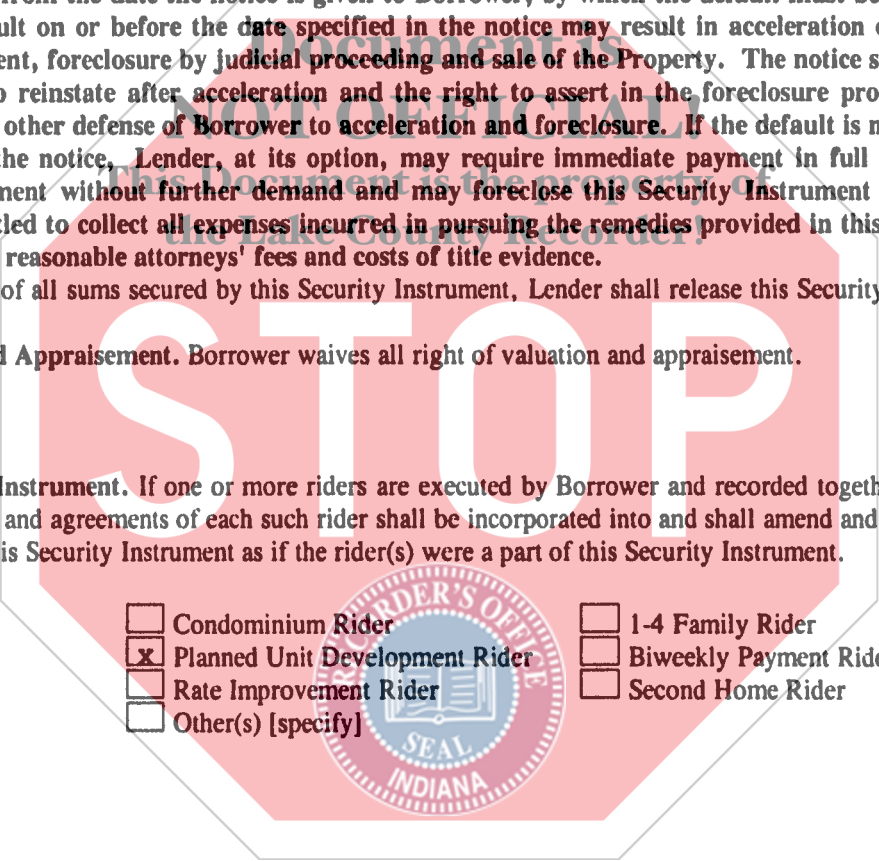 from the date the notice is given to Borrower, by which the default must be
ult on or before the date specified in the notice may result in acceleration
ent, foreclosure by judicial proceeding and sale of the Property. The notice s
o reinstate after acceleration and the right to assert in the foreclosure pro
other defense of Borrower to acceleration and foreclosure. If the default is n
the notice, Lender, at its option, may require immediate payment in full
ment without further demand and may foreclose this Security Instrument
tled to collect all expenses incurred in pursuing the remedies provided in this
reasonable attorneys' fees and costs of title evidence.
of all sums secured by this Security Instrument, Lender shall release this Security
d Appraisement. Borrower waives all right of valuation and appraisement.
Instrument. If one or more riders are executed by Borrower and recorded togeth
and agreements of each such rider shall be incorporated into and shall amend and
is Security Instrument as if the rider(s) were a part of this Security Instrument.
Condominium Rider
x Planned Unit Development Rider
Rate Improvement Rider
Other(s) [specify]
1-4 Family Rider
Biweekly Payment Ride
Second Home Rider
Document is
NOT OFFICIAL!
This Document is the property of
the Lake County Recorder!
STOP
RECORDER'S OFFICE
SEAL
INDIANA